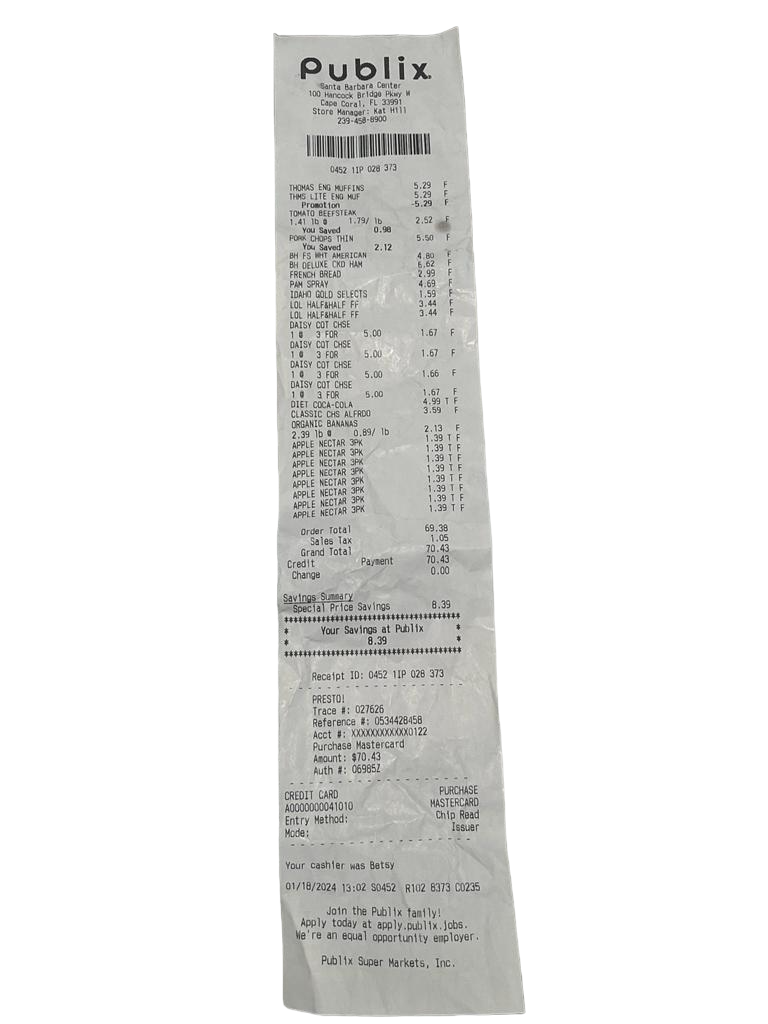 Publix.
Santa Barbara Center
100 Hancock Bridge Pkwy W
Cape Coral, FL 33991
Store Manager: Kat Hill
239-458-8900
0452 1IP 028 373
THOMAS ENG MUFFINS 5.29 F
THMS LITE ENG MUF 5.29 F
Promotion -5.29 F
TOMATO BEEFSTEAK
1.41 lb @ 1.79/ lb 2.52 F
You Saved 0.98
PORK CHOPS THIN 5.50 F
You Saved 2.12
BH FS WHT AMERICAN 4.80 F
BH DELUXE CKD HAM 6.62 F
FRENCH BREAD 2.99 F
PAM SPRAY 4.69 F
IDAHO GOLD SELECTS 1.59 F
LOL HALF&HALF FF 3.44 F
LOL HALF&HALF FF 3.44 F
DAISY COT CHSE
1 @ 3 FOR 5.00 1.67 F
DAISY COT CHSE
1 @ 3 FOR 5.00 1.67 F
DAISY COT CHSE
1 @ 3 FOR 5.00 1.66 F
DAISY COT CHSE
1 @ 3 FOR 5.00 1.67 F
DIET COCA-COLA 4.99 T F
CLASSIC CHS ALFRDO 3.59 F
ORGANIC BANANAS
2.39 lb @ 0.89/ lb 2.13 F
APPLE NECTAR 3PK 1.39 T F
APPLE NECTAR 3PK 1.39 T F
APPLE NECTAR 3PK 1.39 T F
APPLE NECTAR 3PK 1.39 T F
APPLE NECTAR 3PK 1.39 T F
APPLE NECTAR 3PK 1.39 T F
APPLE NECTAR 3PK 1.39 T F
APPLE NECTAR 3PK 1.39 T F
Order Total 69.38
Sales Tax 1.05
Grand Total 70.43
Credit Payment 70.43
Change 0.00
Savings Summary
Special Price Savings 8.39
******************************************
* Your Savings at Publix *
* 8.39 *
******************************************
Receipt ID: 0452 1IP 028 373
- - - - - - - - - - - - - - - - - - - -
PRESTO!
Trace #: 027626
Reference #: 0534428458
Acct #: XXXXXXXXXXXX0122
Purchase Mastercard
Amount: $70.43
Auth #: 06985Z
- - - - - - - - - - - - - - - - - - - -
CREDIT CARD PURCHASE
A0000000041010 MASTERCARD
Entry Method: Chip Read
Mode: Issuer
- - - - - - - - - - - - - - - - - - - -
Your cashier was Betsy
01/18/2024 13:02 S0452 R102 8373 C0235
Join the Publix family!
Apply today at apply.publix.jobs.
We're an equal opportunity employer.
Publix Super Markets, Inc.